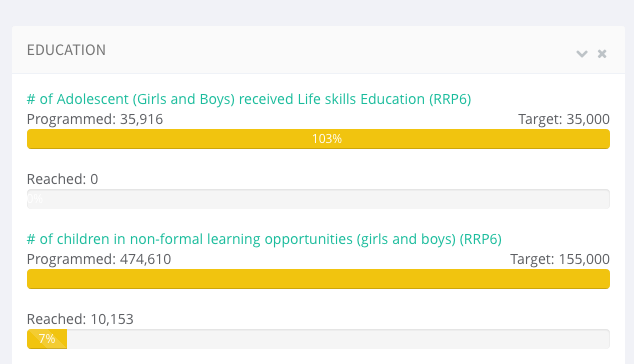 EDUCATION
# of Adolescent (Girls and Boys) received Life skills Education (RRP6)
Programmed: 35,916 Target: 35,000
103%
Reached: 0
0%
# of children in non-formal learning opportunities (girls and boys) (RRP6)
Programmed: 474,610 Target: 155,000
Reached: 10,153
7%